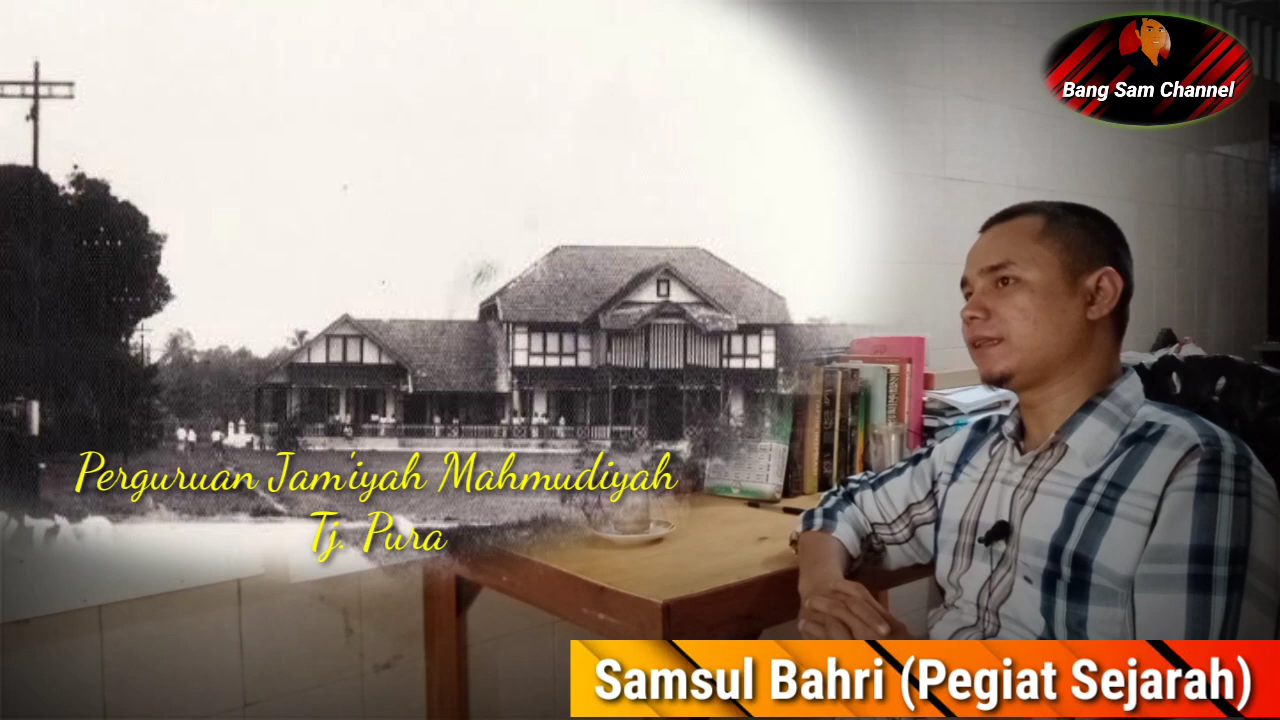 Bang Sam Channel
Perguruan Jam'iyah Mahmudiyah
Tj. Pura
Samsul Bahri (Pegiat Sejarah)